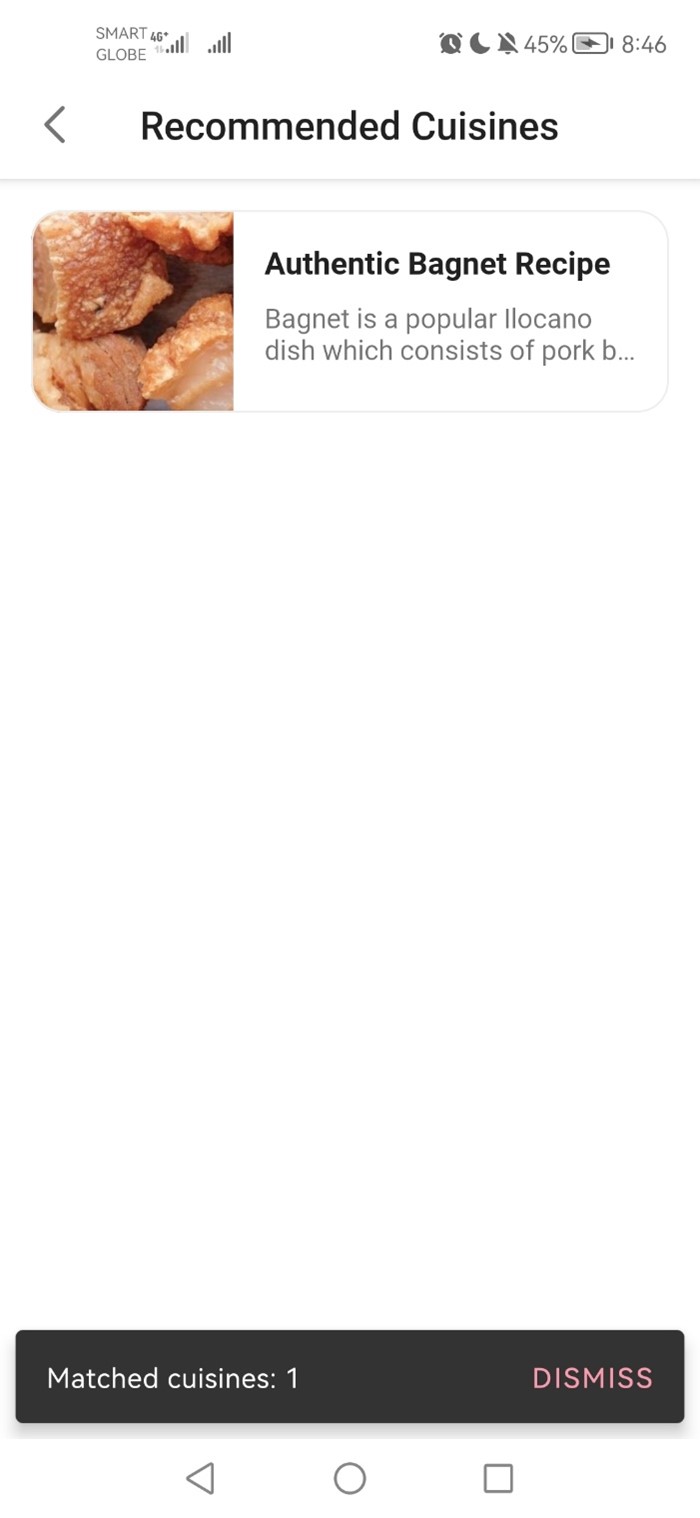 SMART 4G+
GLOBE
45% 8:46
Recommended Cuisines
Authentic Bagnet Recipe
Bagnet is a popular Ilocano
dish which consists of pork b...
Matched cuisines: 1
DISMISS